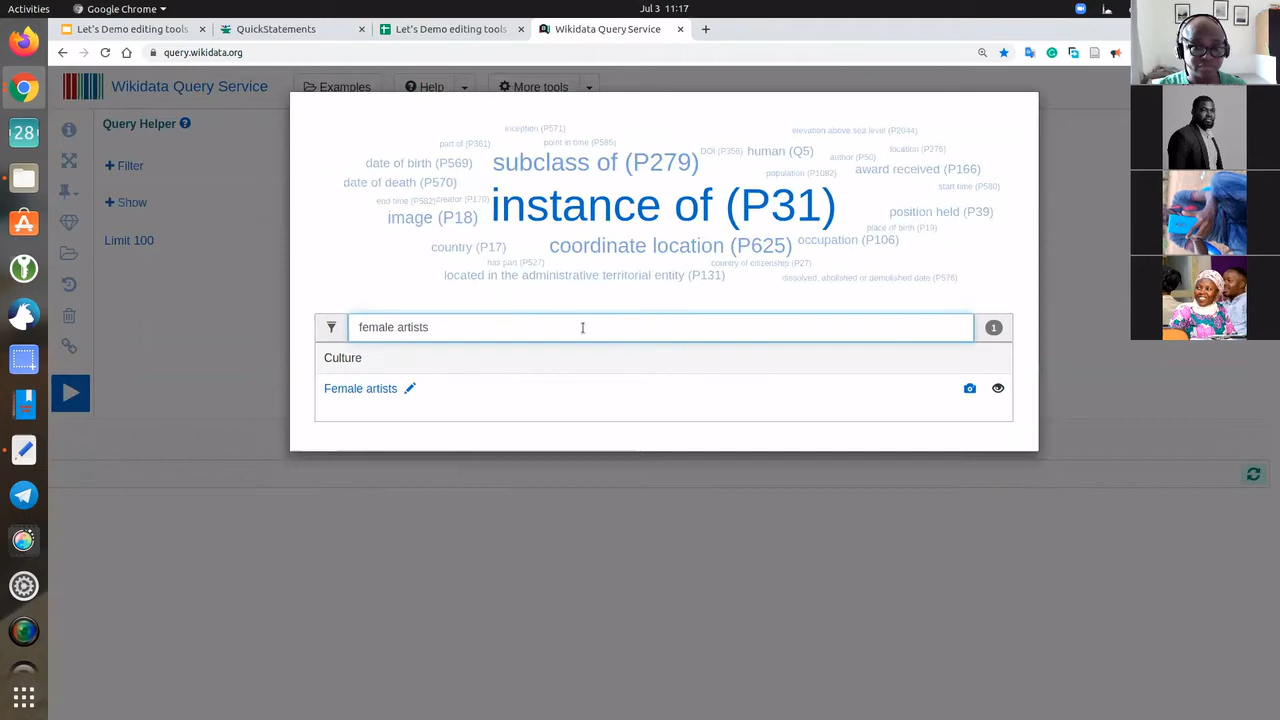 Activities
Google Chrome
Jul 3 11:17
Let's Demo editing tools
QuickStatements
Let's Demo editing tools
Wikidata Query Service
query.wikidata.org
28
Wikidata Query Service
Examples
Help
More tools
Query Helper
+ Filter
+ Show
Limit 100
inception (P571)
elevation above sea level (P2044)
part of (P361)
point in time (P585)
DOI (P356)
human (Q5)
author (P50)
location (P276)
date of birth (P569)
subclass of (P279)
population (P1082)
award received (P166)
date of death (P570)
start time (P580)
end time (P582)
creator (P170)
image (P18)
instance of (P31)
position held (P39)
place of birth (P19)
country (P17)
coordinate location (P625)
occupation (P106)
has part (P527)
country of citizenship (P27)
located in the administrative territorial entity (P131)
dissolved, abolished or demolished date (P576)
female artists
1
Culture
Female artists